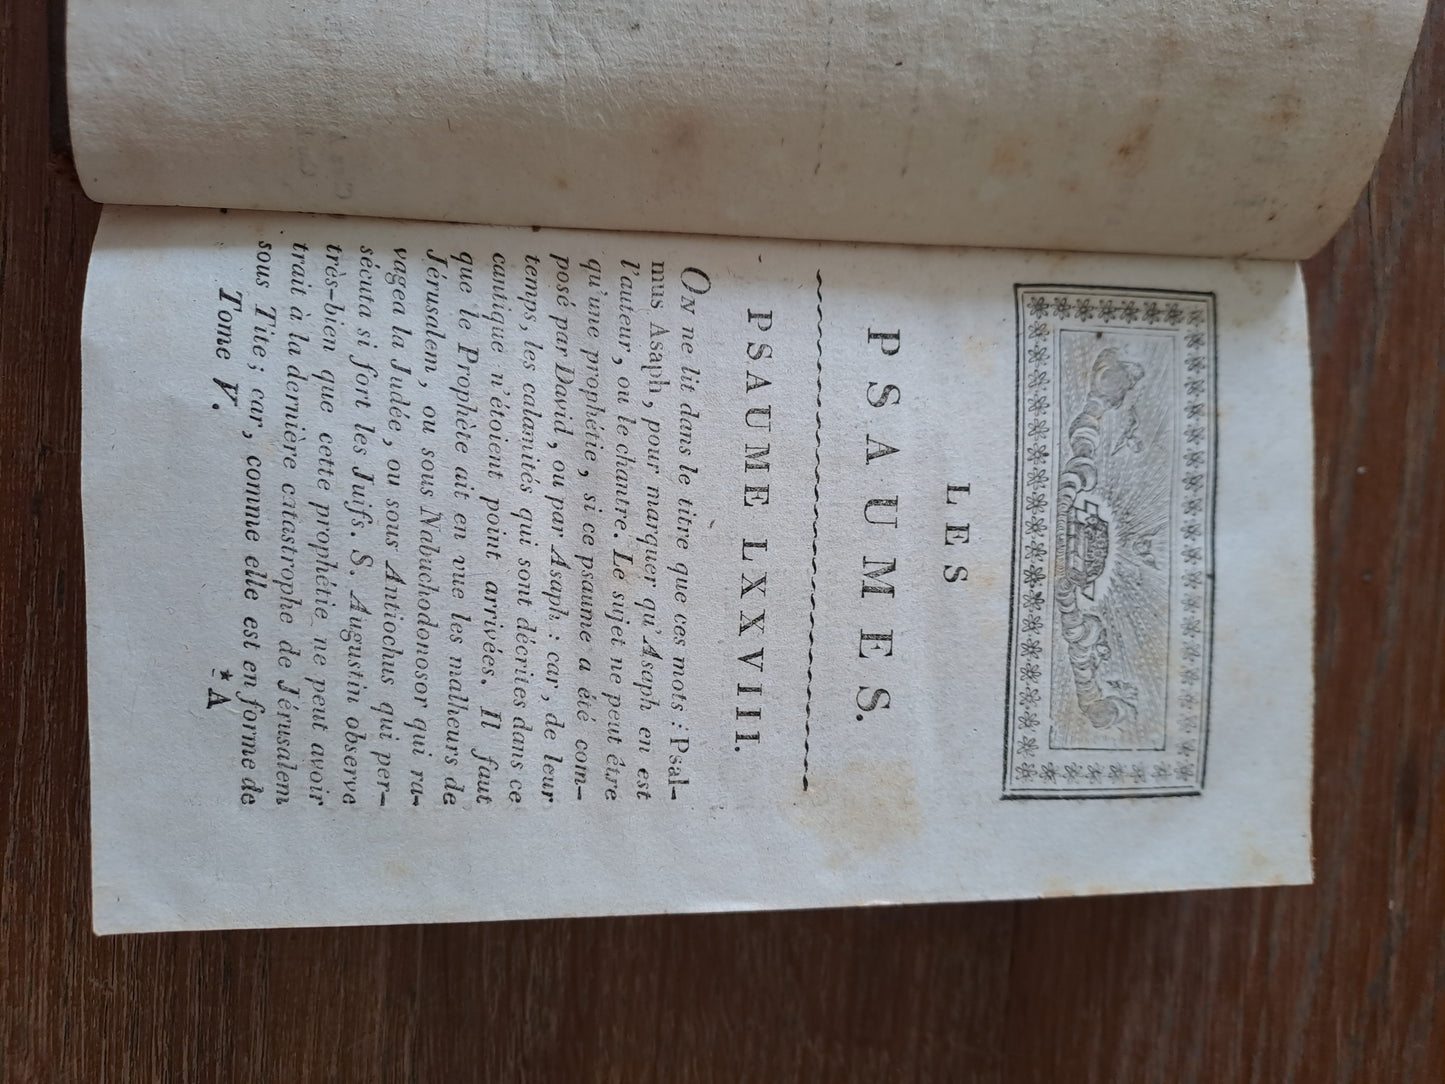 LES
PSAUMES.
PSAUME LXXVIII.
ON ne lit dans le titre que ces mots : Psal-
mus Asaph, pour marquer qu'Asaph en est
l'auteur, ou le chantre. Le sujet ne peut être
qu'une prophétie, si ce psaume a été com-
posé par David, ou par Asaph : car, de leur
temps, les calamités qui sont décrites dans ce
cantique n'étoient point arrivées. Il faut
que le Prophète ait en vue les malheurs de
Jérusalem, ou sous Nabuchodonosor qui ra-
vagea la Judée, ou sous Antiochus qui per-
sécuta si fort les Juifs. S. Augustin observe
très-bien que cette prophétie ne peut avoir
trait à la dernière catastrophe de Jérusalem
sous Tite; car, comme elle est en forme de
Tome V. *A